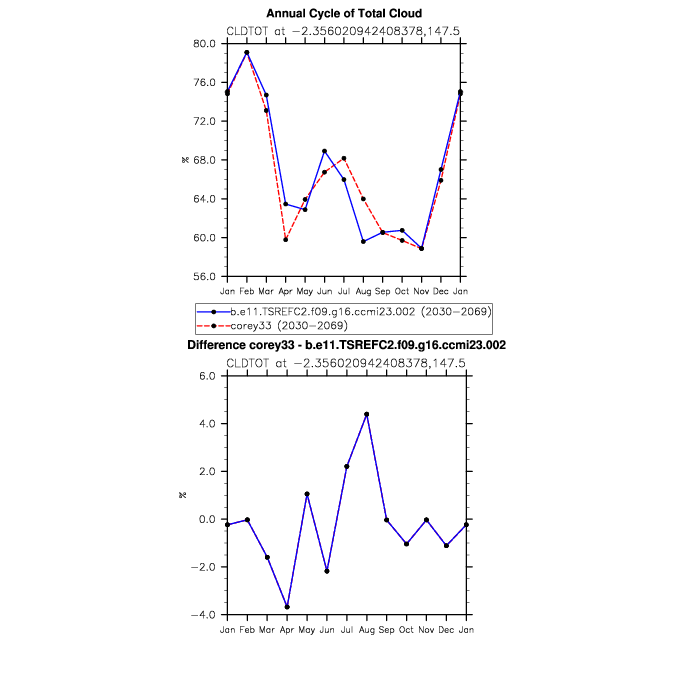 Annual Cycle of Total Cloud
CLDTOT at −2.356020942408378,147.5
80.0
76.0
72.0
%
68.0
64.0
60.0
56.0
Jan Feb Mar Apr May Jun Jul Aug Sep Oct Nov Dec Jan
b.e11.TSREFC2.f09.g16.ccmi23.002 (2030−2069)
corey33 (2030−2069)
Difference corey33 - b.e11.TSREFC2.f09.g16.ccmi23.002
CLDTOT at −2.356020942408378,147.5
6.0
4.0
2.0
%
0.0
−2.0
−4.0
Jan Feb Mar Apr May Jun Jul Aug Sep Oct Nov Dec Jan